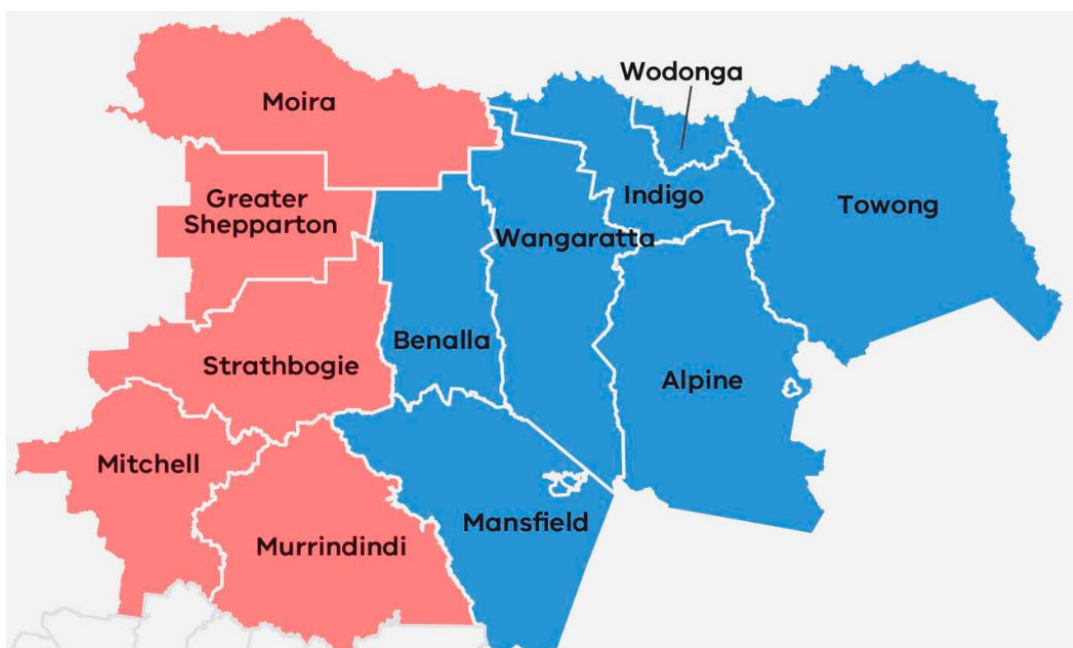 Wodonga
Moira
Greater
Shepparton
Indigo
Towong
Wangaratta
Benalla
Strathbogie
Alpine
Mitchell
Mansfield
Murrindindi